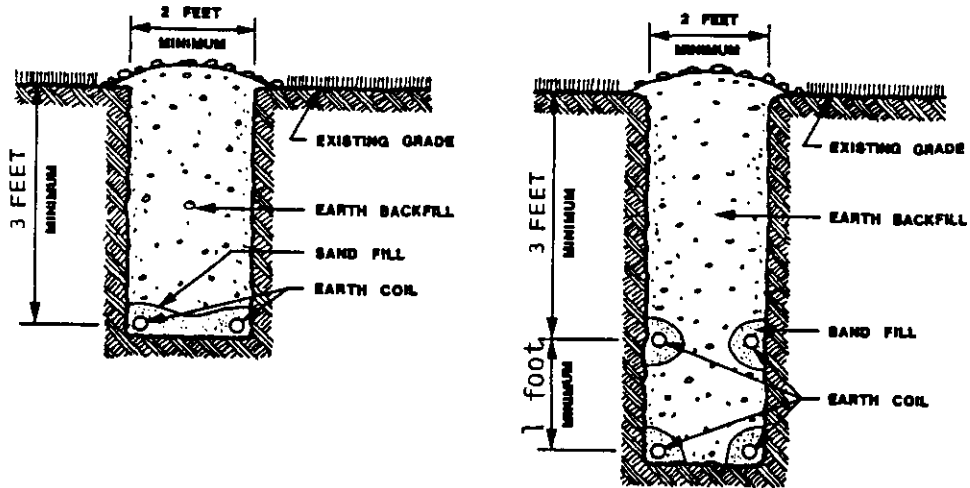 2 FEET
MINIMUM
EXISTING GRADE
3 FEET
MINIMUM
EARTH BACKFILL
SAND FILL
EARTH COIL
2 FEET
MINIMUM
EXISTING GRADE
3 FEET
MINIMUM
EARTH BACKFILL
SAND FILL
1 foot
MINIMUM
EARTH COIL